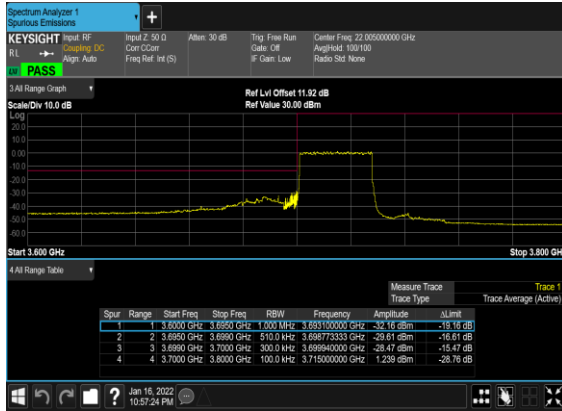 Spectrum Analyzer 1
Spurious Emissions
KEYSIGHT
Input: RF
Input Z: 50 Ω
Atten: 30 dB
Trig: Free Run
Center Freq: 22.005000000 GHz
RL
Coupling: DC
Corr CCorr
Gate: Off
Avg|Hold: 100/100
Align: Auto
Freq Ref: Int (S)
IF Gain: Low
Radio Std: None
PASS
3 All Range Graph
Ref Lvl Offset 11.92 dB
Scale/Div 10.0 dB
Ref Value 30.00 dBm
Log
20.0
10.0
0.00
-10.0
-20.0
-30.0
-40.0
-50.0
-60.0
Start 3.600 GHz
Stop 3.800 GH
4 All Range Table
Measure Trace Trace 1
Trace Type Trace Average (Active)
Spur Range Start Freq Stop Freq RBW Frequency Amplitude ΔLimit
1 1 3.6000 GHz 3.6950 GHz 1.000 MHz 3.693100000 GHz -32.16 dBm -19.16 dB
2 2 3.6950 GHz 3.6990 GHz 510.0 kHz 3.698773333 GHz -29.61 dBm -16.61 dB
3 3 3.6990 GHz 3.7000 GHz 300.0 kHz 3.699940000 GHz -28.47 dBm -15.47 dB
4 4 3.7000 GHz 3.8000 GHz 100.0 kHz 3.715000000 GHz 1.239 dBm -28.76 dB
Jan 16, 2022
10:57:24 PM